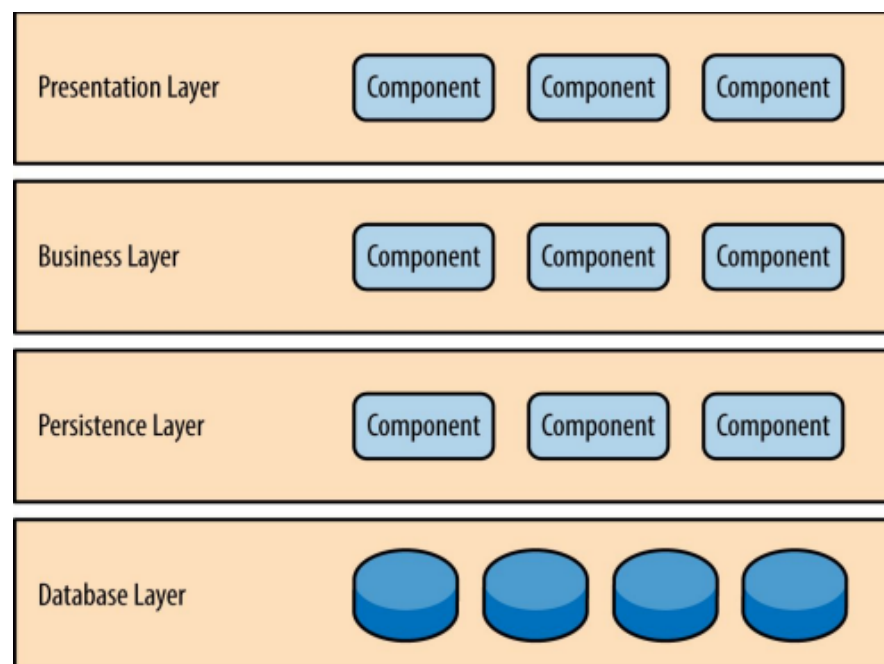 Presentation Layer Component Component Component
Business Layer Component Component Component
Persistence Layer Component Component Component
Database Layer